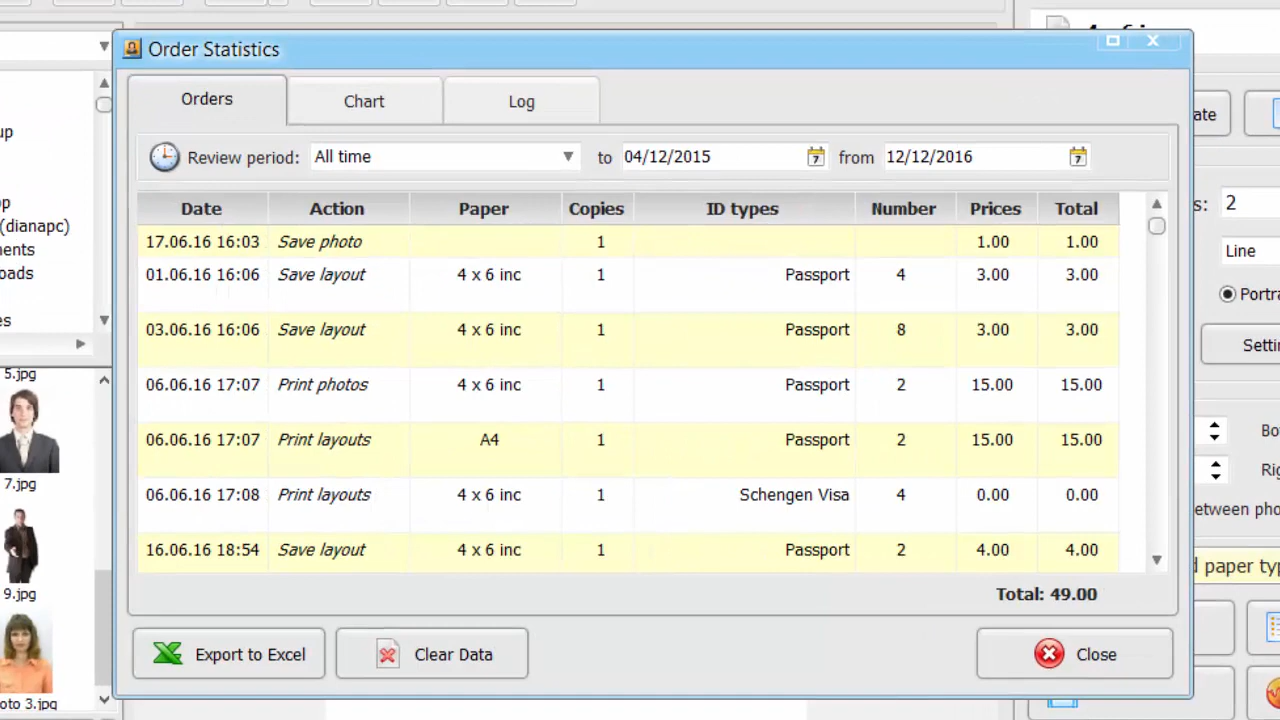 Order Statistics
Orders
Chart
Log
Review period: All time to 04/12/2015 from 12/12/2016
Date Action Paper Copies ID types Number Prices Total
17.06.16 16:03 Save photo 1 1.00 1.00
01.06.16 16:06 Save layout 4 x 6 inc 1 Passport 4 3.00 3.00
03.06.16 16:06 Save layout 4 x 6 inc 1 Passport 8 3.00 3.00
06.06.16 17:07 Print photos 4 x 6 inc 1 Passport 2 15.00 15.00
06.06.16 17:07 Print layouts A4 1 Passport 2 15.00 15.00
06.06.16 17:08 Print layouts 4 x 6 inc 1 Schengen Visa 4 0.00 0.00
16.06.16 18:54 Save layout 4 x 6 inc 1 Passport 2 4.00 4.00
Total: 49.00
Export to Excel
Clear Data
Close
(dianapc)
5.jpg
7.jpg
9.jpg
oto 3.jpg
s: 2
Line
Portra
Settin
etween pho
d paper typ